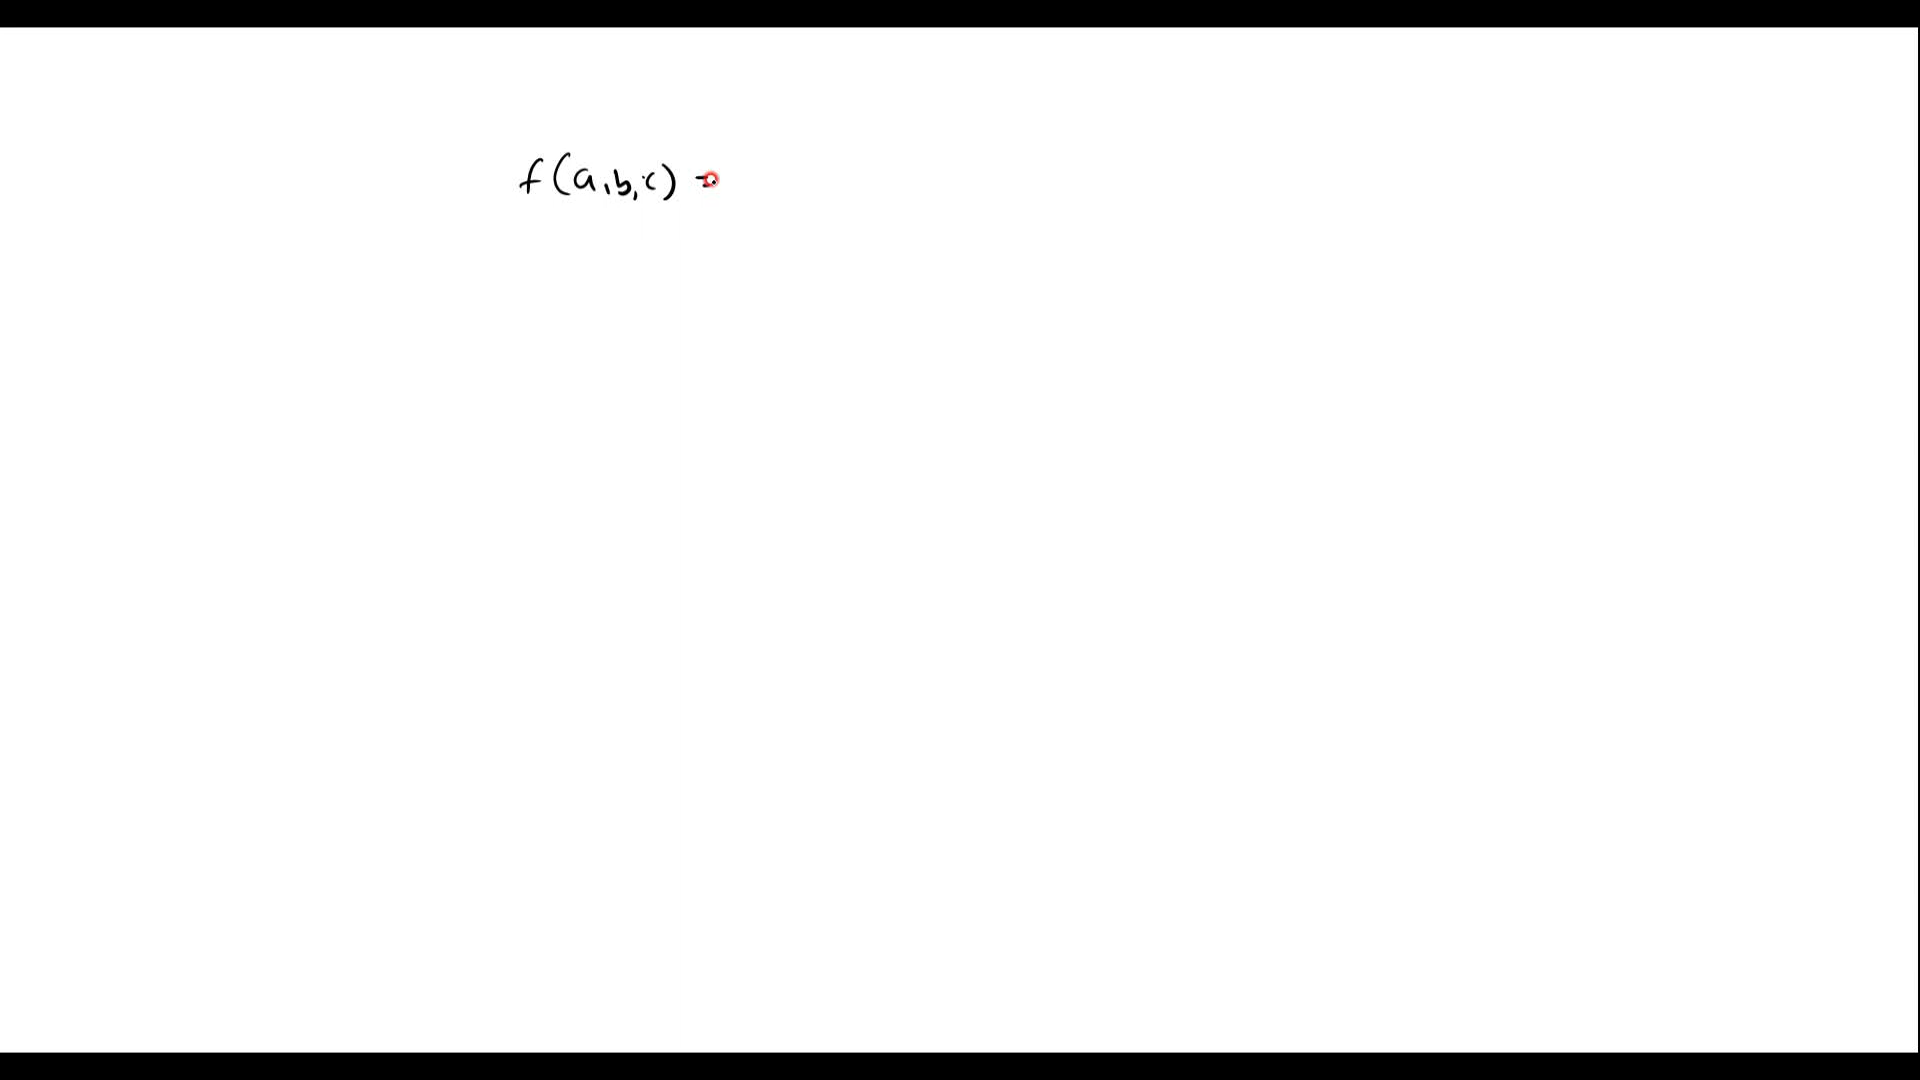 f(a,b,c) =